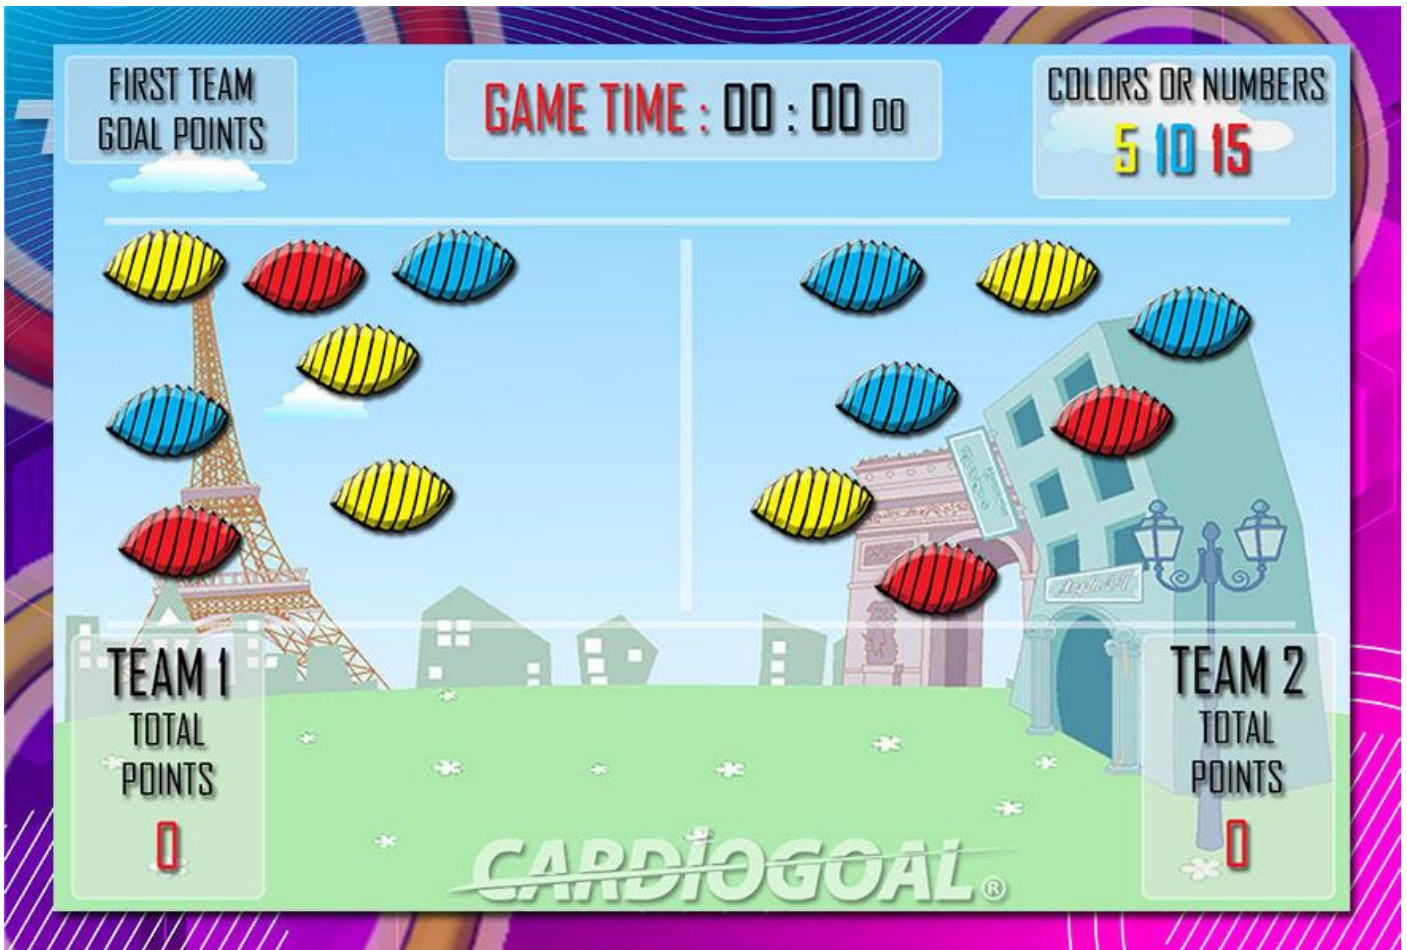 FIRST TEAM
GOAL POINTS
GAME TIME : 00 : 00 00
COLORS OR NUMBERS
5 10 15
TEAM 1
TOTAL
POINTS
0
TEAM 2
TOTAL
POINTS
0
CARDIOGOAL®